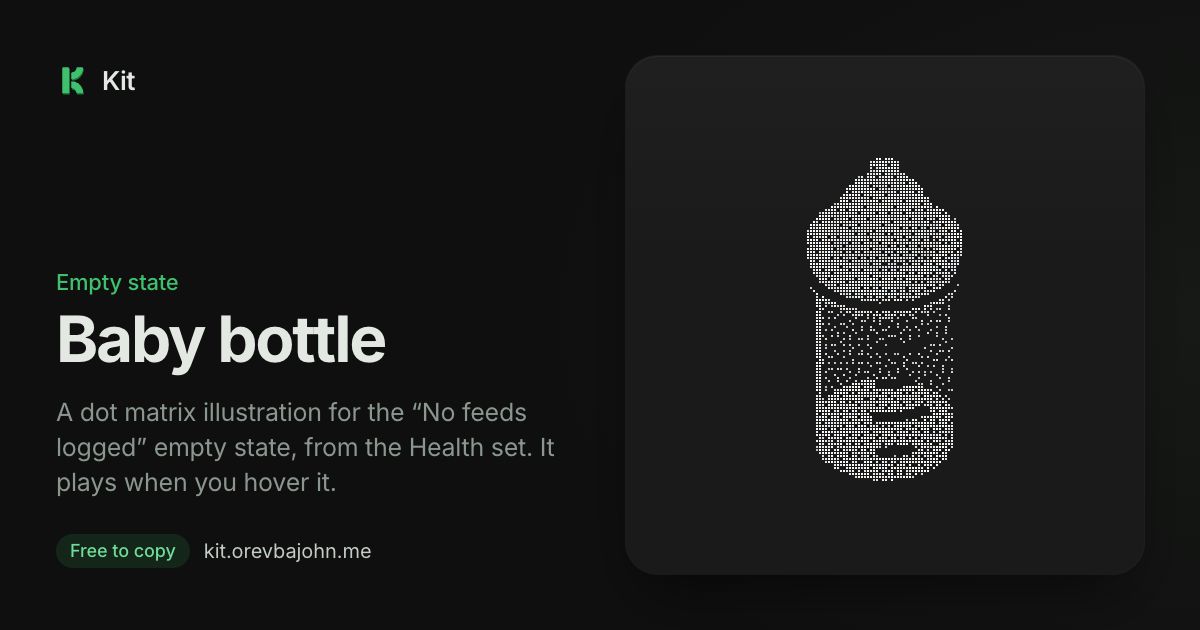 Kit
Empty state
Baby bottle
A dot matrix illustration for the “No feeds
logged” empty state, from the Health set. It
plays when you hover it.
Free to copy
kit.orevbajohn.me